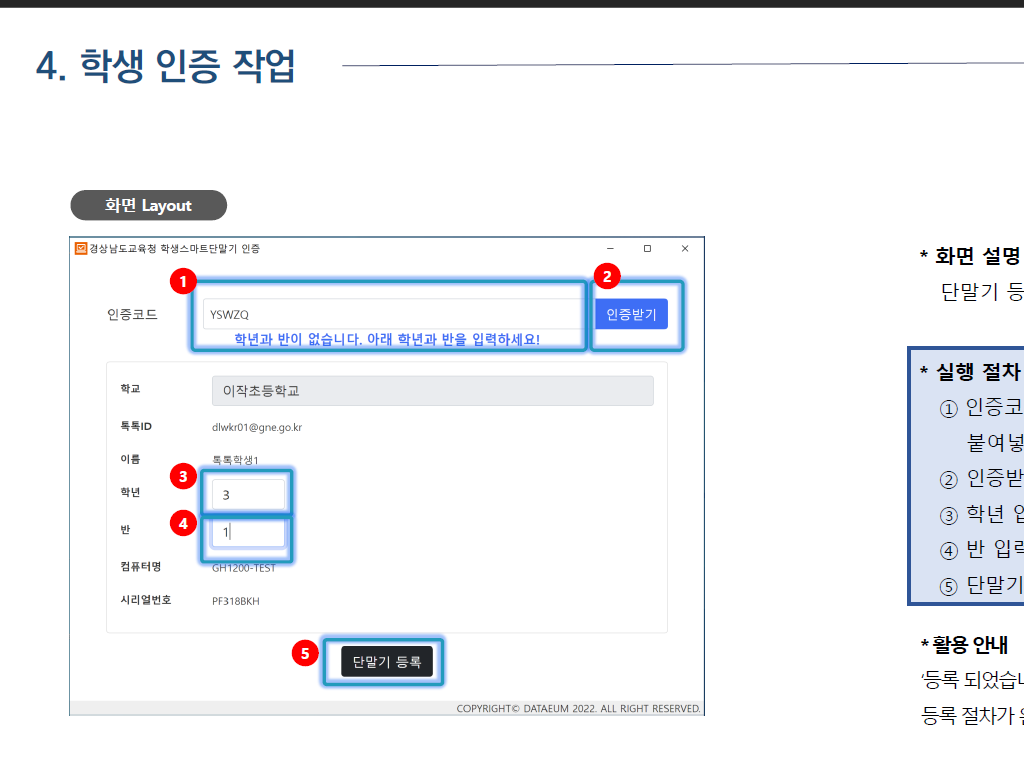 4. 학생 인증 작업
화면 Layout
경상남도교육청 학생스마트단말기 인증
1
2
인증코드
YSWZQ
인증받기
학년과 반이 없습니다. 아래 학년과 반을 입력하세요!
학교
이작초등학교
톡톡ID
dlwkr01@gne.go.kr
이름
톡톡학생1
3
학년
3
4
반
1
컴퓨터명
GH1200-TEST
시리얼번호
PF318BKH
5
단말기 등록
COPYRIGHT© DATAEUM 2022. ALL RIGHT RESERVED.
* 화면 설명
단말기 등
* 실행 절차
① 인증코
붙여넣
② 인증받
③ 학년 입
④ 반 입력
⑤ 단말기
* 활용 안내
'등록 되었습니
등록 절차가